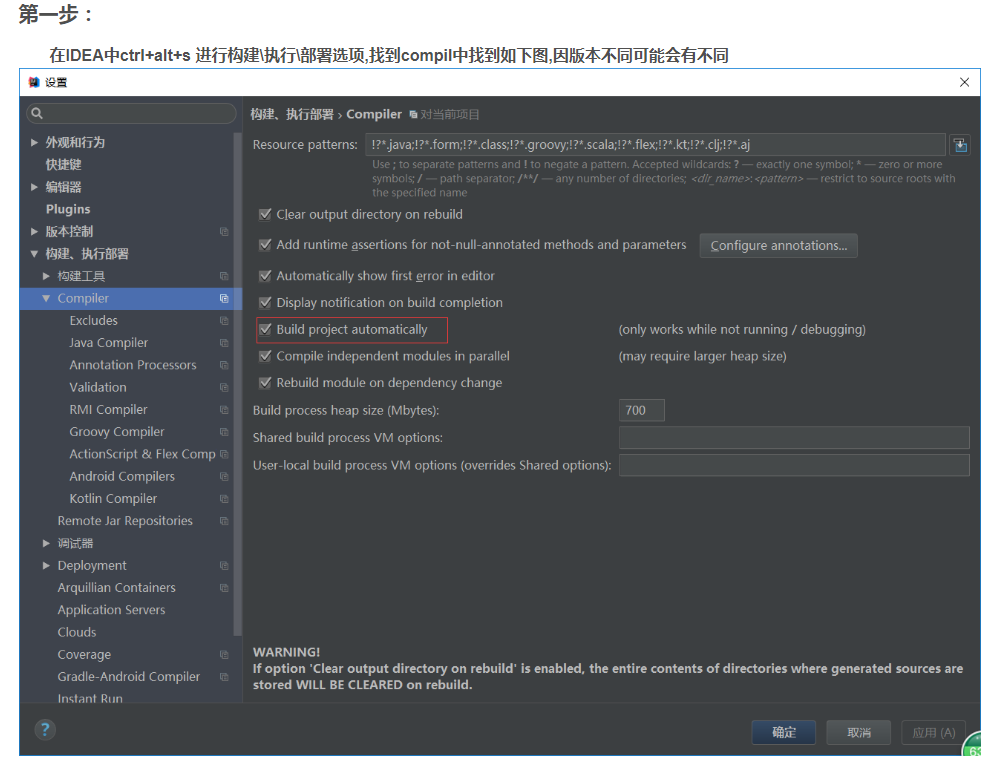 第一步：
在IDEA中ctrl+alt+s 进行构建\执行\部署选项,找到compil中找到如下图,因版本不同可能会有不同
设置
构建、执行部署 › Compiler 对当前项目
外观和行为
快捷键
编辑器
Plugins
版本控制
构建、执行部署
构建工具
Compiler
Excludes
Java Compiler
Annotation Processors
Validation
RMI Compiler
Groovy Compiler
ActionScript & Flex Comp
Android Compilers
Kotlin Compiler
Remote Jar Repositories
调试器
Deployment
Arquillian Containers
Application Servers
Clouds
Coverage
Gradle-Android Compiler
Instant Run
Resource patterns: !?*.java;!?*.form;!?*.class;!?*.groovy;!?*.scala;!?*.flex;!?*.kt;!?*.clj;!?*.aj
Use ; to separate patterns and ! to negate a pattern. Accepted wildcards: ? — exactly one symbol; * — zero or more
symbols; / — path separator; /**/ — any number of directories; <dir_name>:<pattern> — restrict to source roots with
the specified name
Clear output directory on rebuild
Add runtime assertions for not-null-annotated methods and parameters Configure annotations...
Automatically show first error in editor
Display notification on build completion
Build project automatically (only works while not running / debugging)
Compile independent modules in parallel (may require larger heap size)
Rebuild module on dependency change
Build process heap size (Mbytes): 700
Shared build process VM options:
User-local build process VM options (overrides Shared options):
WARNING!
If option 'Clear output directory on rebuild' is enabled, the entire contents of directories where generated sources are
stored WILL BE CLEARED on rebuild.
? 确定 取消 应用 (A)